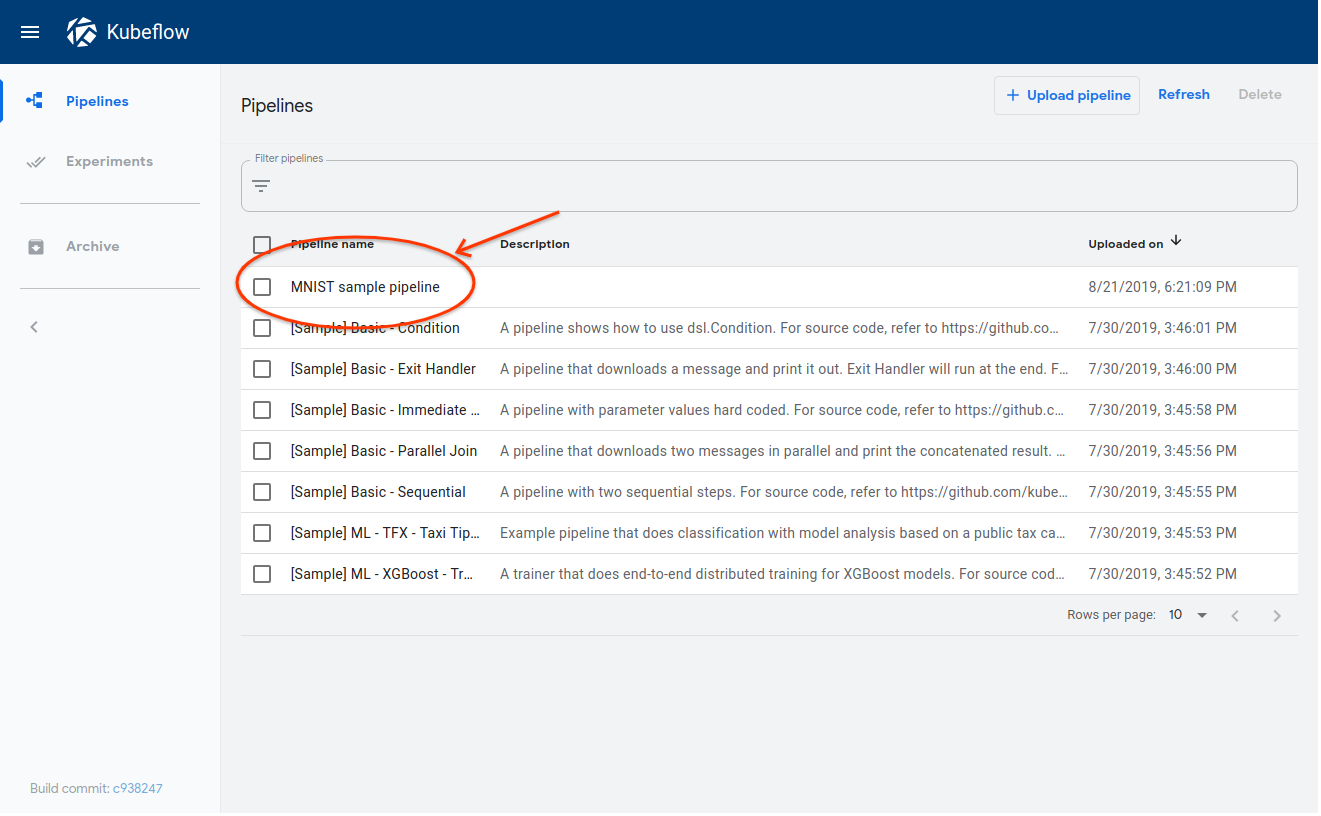 Kubeflow
Pipelines
Experiments
Archive
Build commit: c938247
Pipelines
Upload pipeline Refresh Delete
Filter pipelines
Pipeline name Description Uploaded on
MNIST sample pipeline 8/21/2019, 6:21:09 PM
[Sample] Basic - Condition A pipeline shows how to use dsl.Condition. For source code, refer to https://github.co... 7/30/2019, 3:46:01 PM
[Sample] Basic - Exit Handler A pipeline that downloads a message and print it out. Exit Handler will run at the end. F... 7/30/2019, 3:46:00 PM
[Sample] Basic - Immediate ... A pipeline with parameter values hard coded. For source code, refer to https://github.c... 7/30/2019, 3:45:58 PM
[Sample] Basic - Parallel Join A pipeline that downloads two messages in parallel and print the concatenated result. ... 7/30/2019, 3:45:56 PM
[Sample] Basic - Sequential A pipeline with two sequential steps. For source code, refer to https://github.com/kube... 7/30/2019, 3:45:55 PM
[Sample] ML - TFX - Taxi Tip... Example pipeline that does classification with model analysis based on a public tax ca... 7/30/2019, 3:45:53 PM
[Sample] ML - XGBoost - Tr... A trainer that does end-to-end distributed training for XGBoost models. For source cod... 7/30/2019, 3:45:52 PM
Rows per page: 10